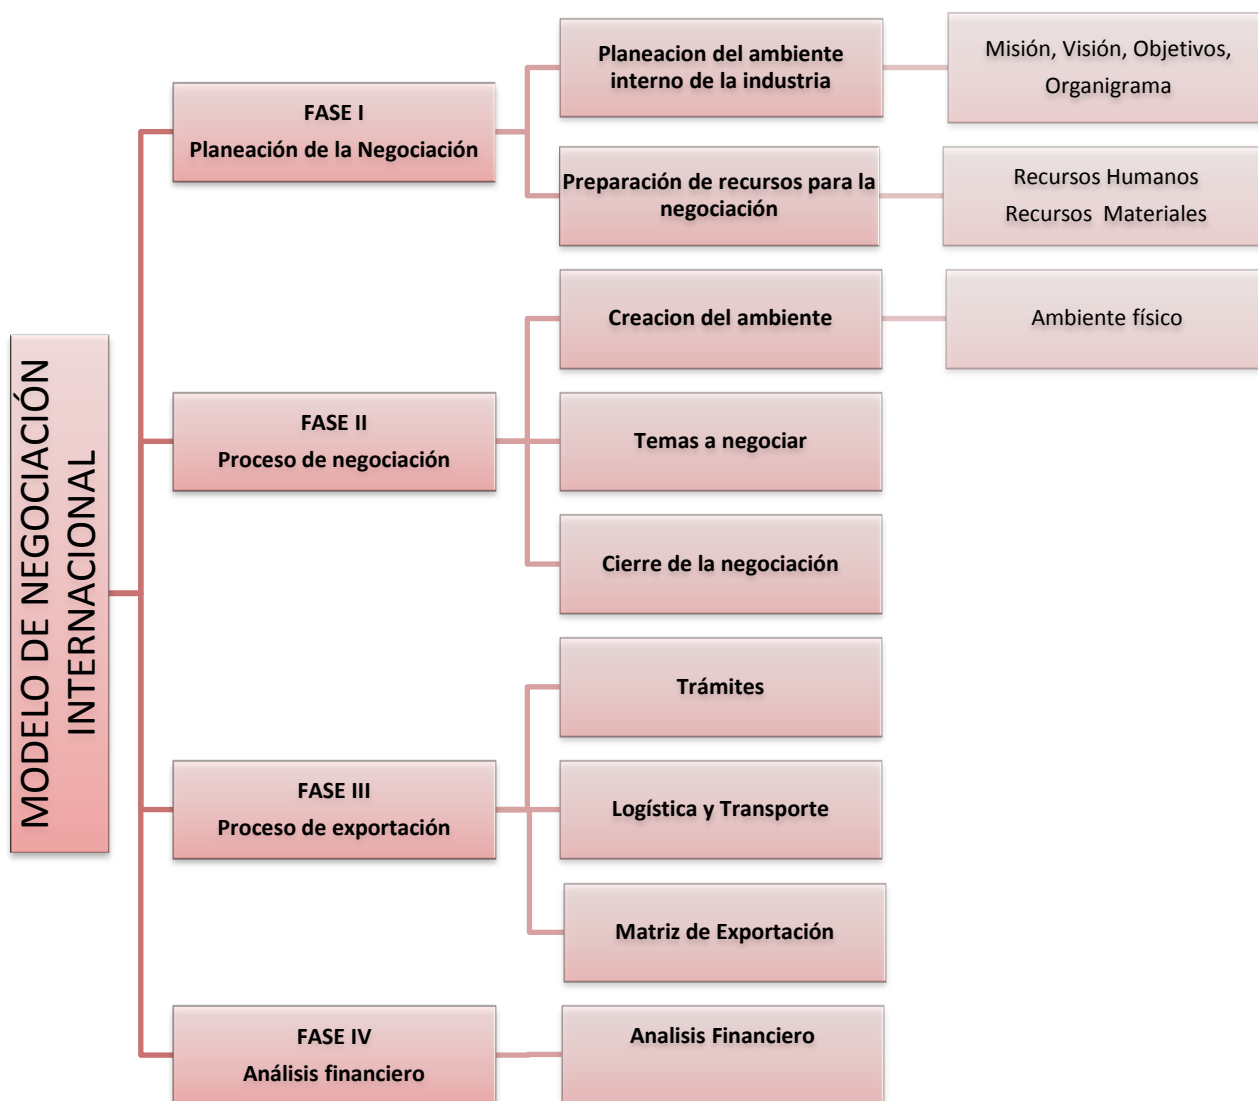 MODELO DE NEGOCIACIÓN
INTERNACIONAL
FASE I
Planeación de la Negociación
Planeacion del ambiente
interno de la industria
Misión, Visión, Objetivos,
Organigrama
Preparación de recursos para la
negociación
Recursos Humanos
Recursos Materiales
FASE II
Proceso de negociación
Creacion del ambiente
Ambiente físico
Temas a negociar
Cierre de la negociación
FASE III
Proceso de exportación
Trámites
Logística y Transporte
Matriz de Exportación
FASE IV
Análisis financiero
Analisis Financiero